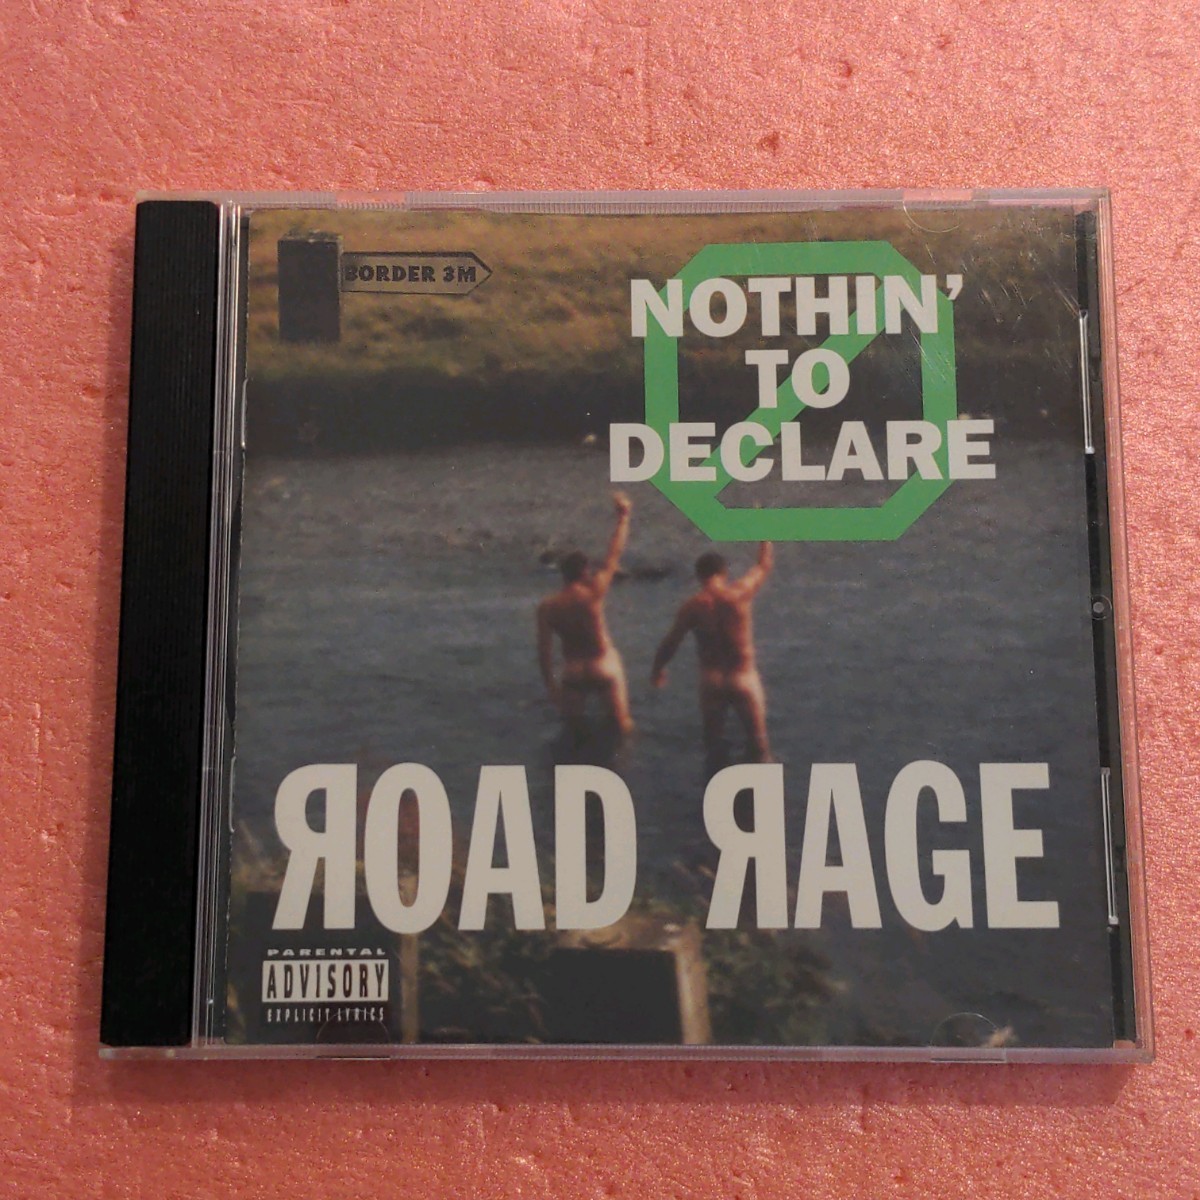 BORDER 3M
NOTHIN'
TO
DECLARE
ROAD RAGE
PARENTAL
ADVISORY
EXPLICIT LYRICS